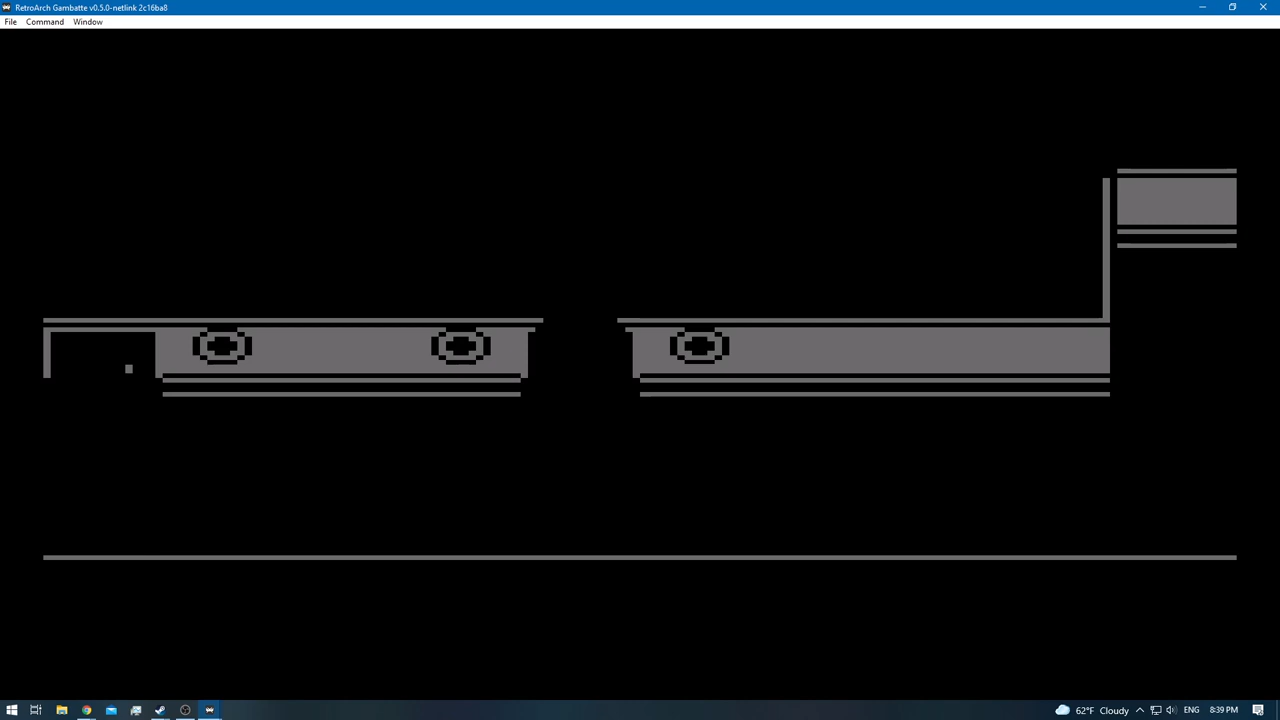 RetroArch Gambatte v0.5.0-netlink 2c16ba8
File Command Window
62°F Cloudy ENG 8:39 PM